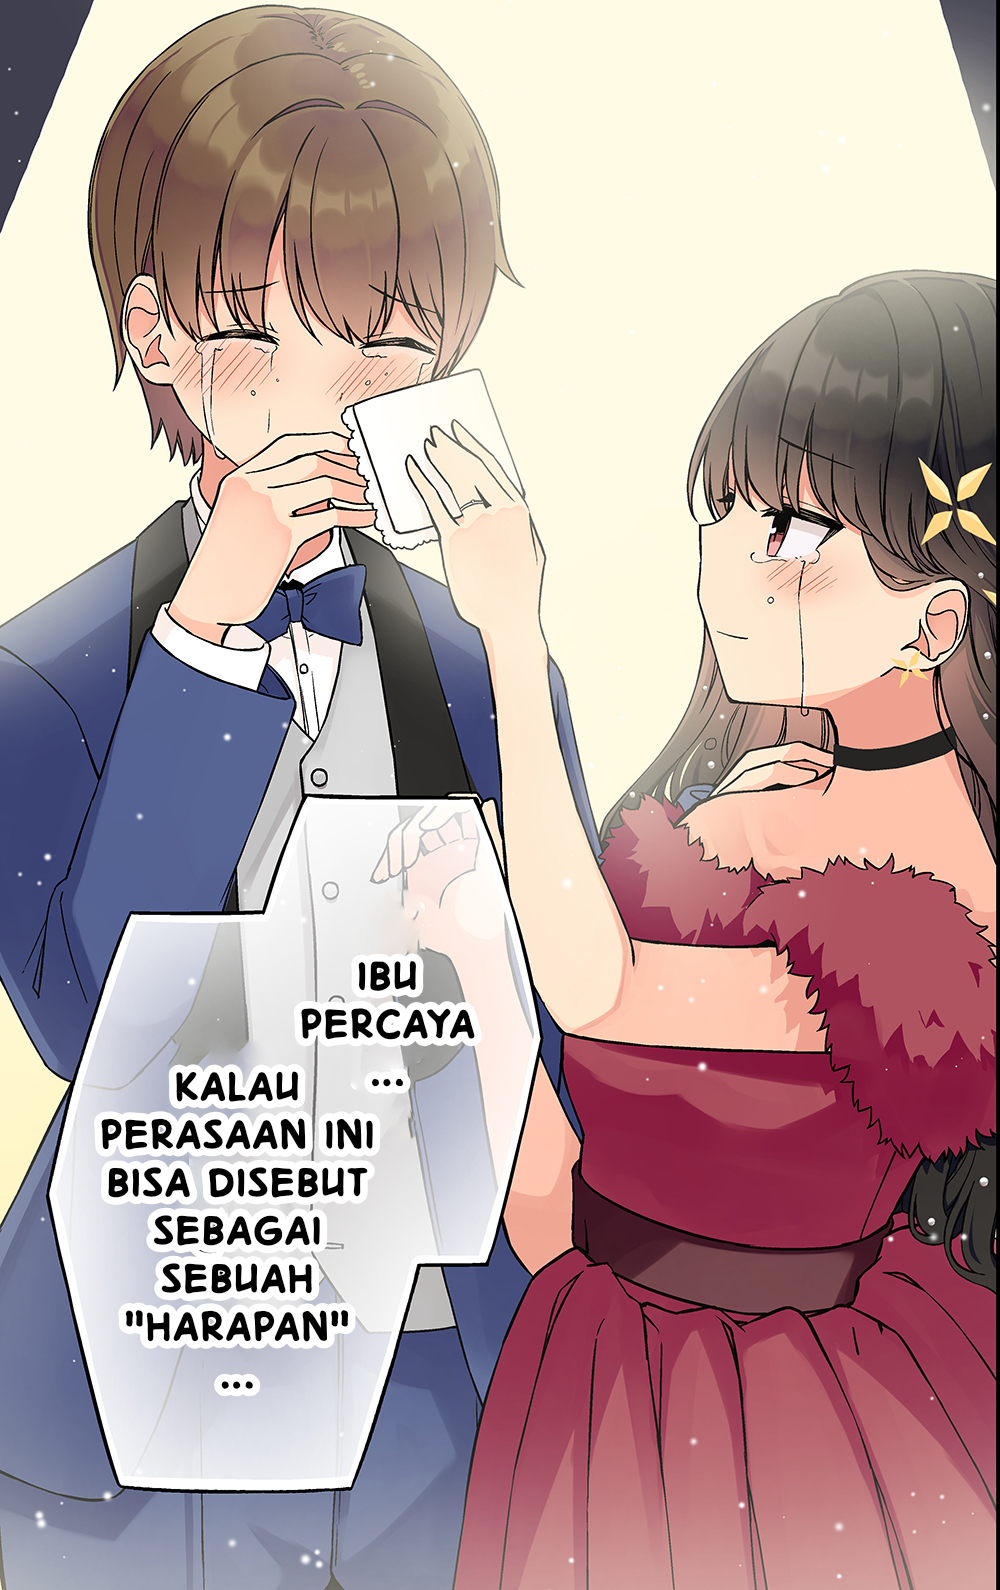 IBU
PERCAYA
...
KALAU
PERASAAN INI
BISA DISEBUT
SEBAGAI
SEBUAH
"HARAPAN"
...